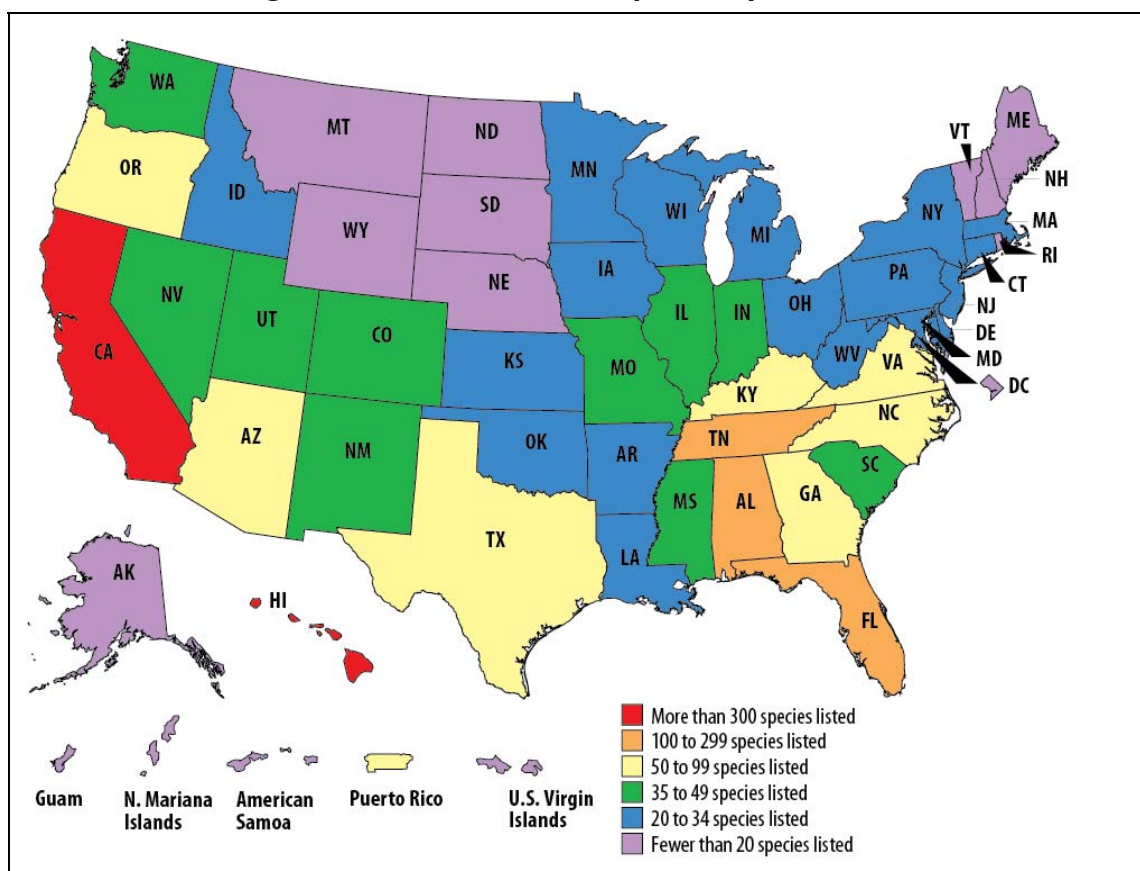 WA
OR
ID
MT
ND
SD
WY
NE
MN
WI
MI
IA
NV
UT
CO
CA
KS
MO
IL
IN
OH
PA
NY
VT
ME
NH
MA
RI
CT
NJ
DE
MD
DC
WV
VA
KY
NC
TN
SC
AZ
NM
OK
AR
TX
LA
MS
AL
GA
FL
AK
HI
Guam
N. Mariana
Islands
American
Samoa
Puerto Rico
U.S. Virgin
Islands
More than 300 species listed
100 to 299 species listed
50 to 99 species listed
35 to 49 species listed
20 to 34 species listed
Fewer than 20 species listed